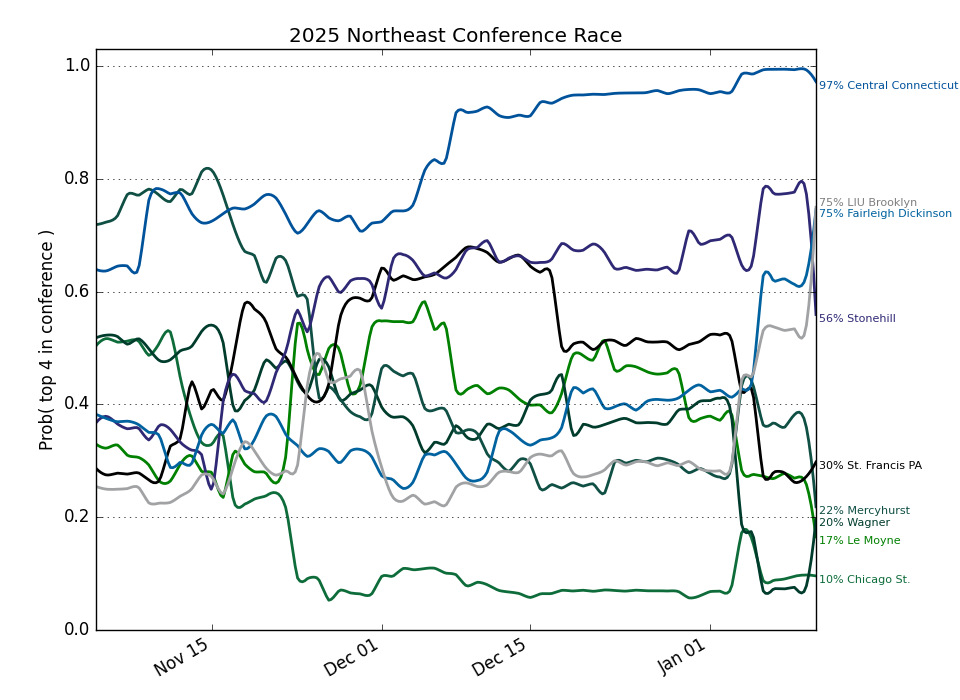 2025 Northeast Conference Race
Prob( top 4 in conference )
1.0
0.8
0.6
0.4
0.2
0.0
Nov 15
Dec 01
Dec 15
Jan 01
97% Central Connecticut
75% LIU Brooklyn
75% Fairleigh Dickinson
56% Stonehill
30% St. Francis PA
22% Mercyhurst
20% Wagner
17% Le Moyne
10% Chicago St.